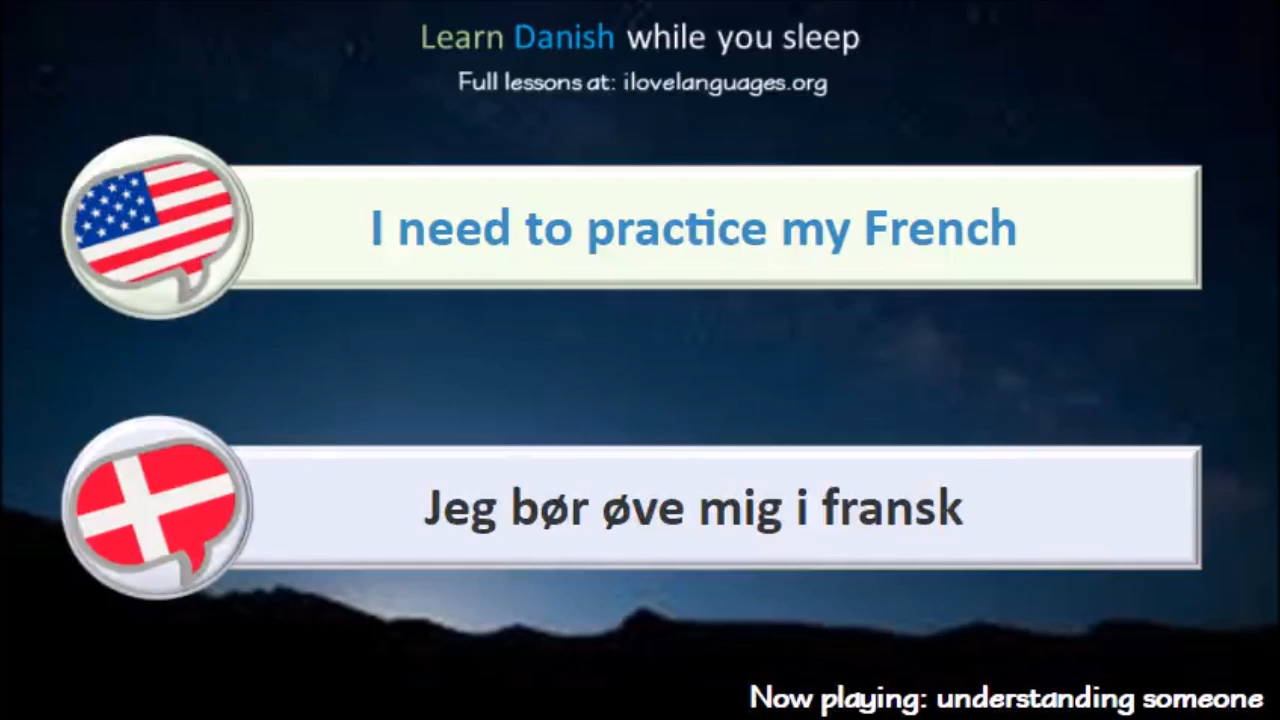 Learn Danish while you sleep
Full lessons at: ilovelanguages.org
I need to practice my French
Jeg bør øve mig i fransk
Now playing: understanding someone